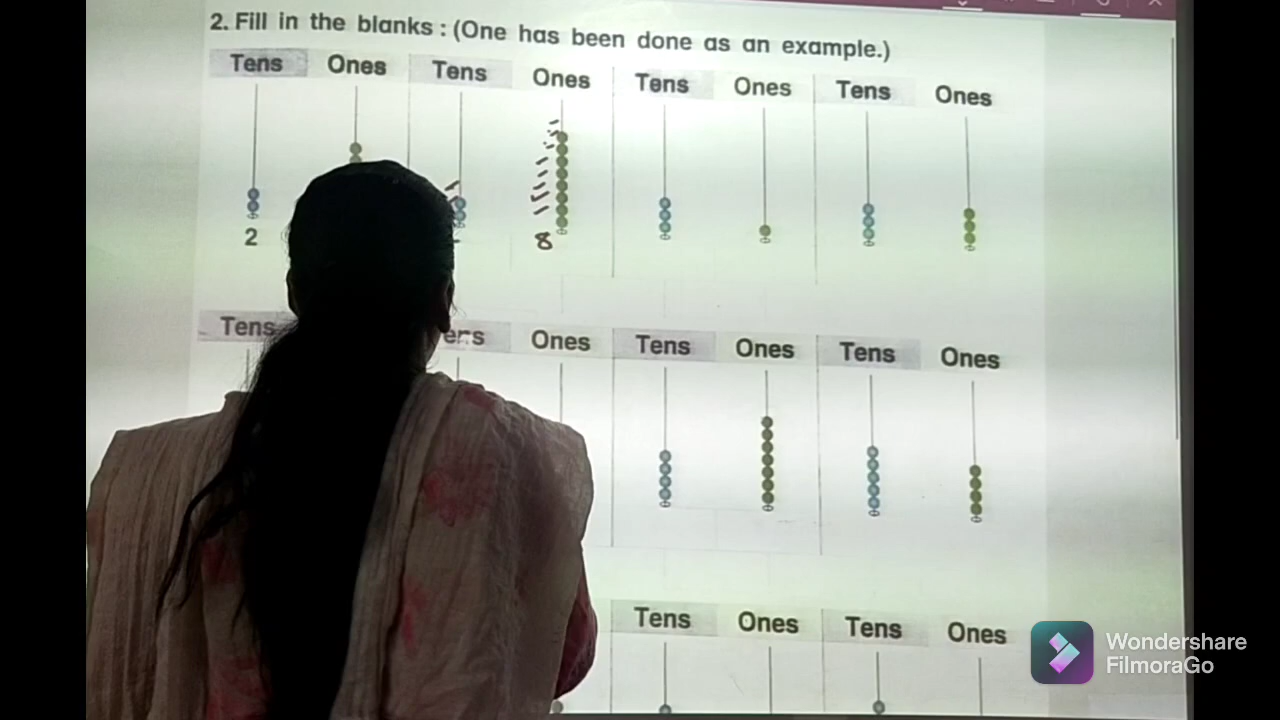 2. Fill in the blanks : (One has been done as an example.)
Tens Ones Tens Ones Tens Ones Tens Ones
2 8
Tens Ones Tens Ones Tens Ones
Tens Ones Tens Ones
Wondershare
FilmoraGo